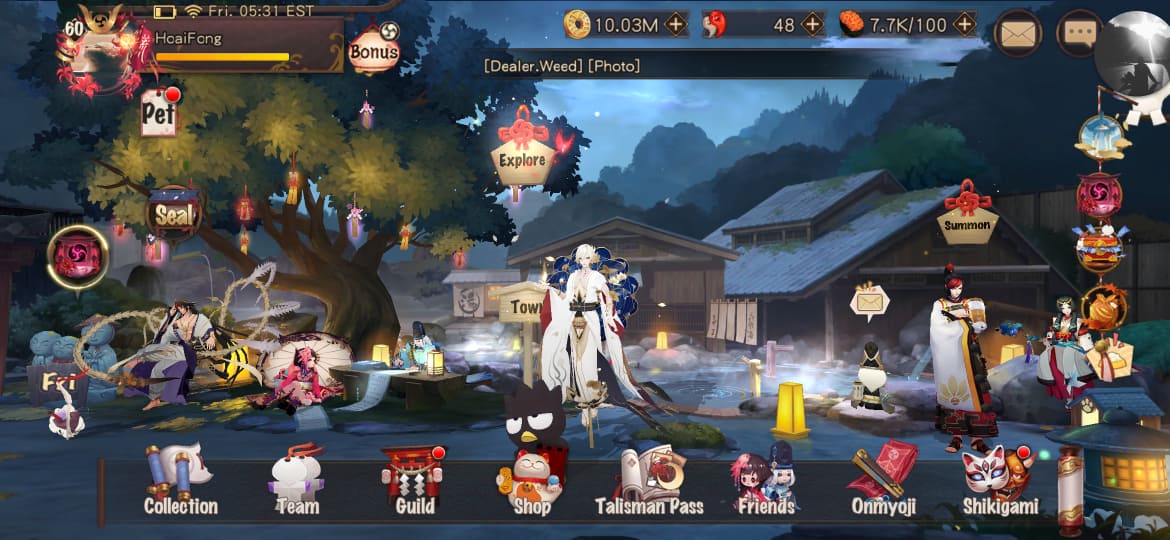 60
Fri. 05:31 EST
HoaiFong
Bonus
10.03M
48
7.7K/100
[Dealer.Weed] [Photo]
Pet
Explore
Seal
Summon
Town
Fri
Collection
Team
Guild
Shop
Talisman Pass
Friends
Onmyoji
Shikigami